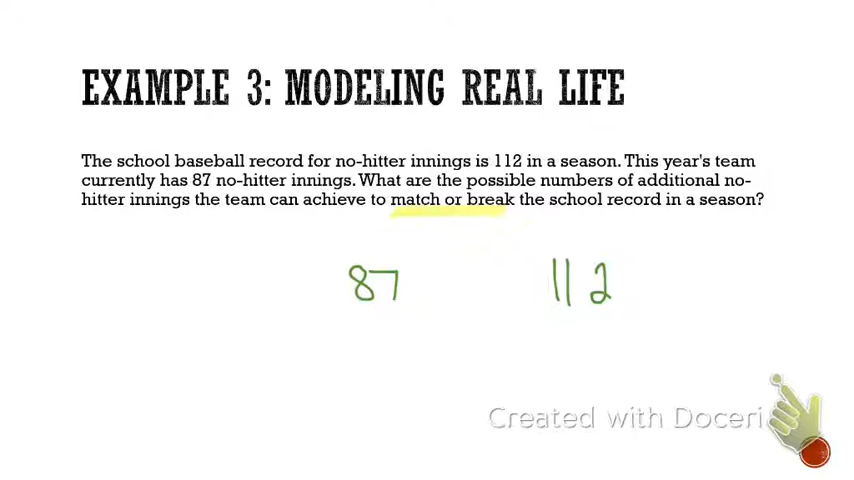 EXAMPLE 3: MODELING REAL LIFE
The school baseball record for no-hitter innings is 112 in a season. This year's team
currently has 87 no-hitter innings. What are the possible numbers of additional no-
hitter innings the team can achieve to match or break the school record in a season?
87 112
Created with Doceri